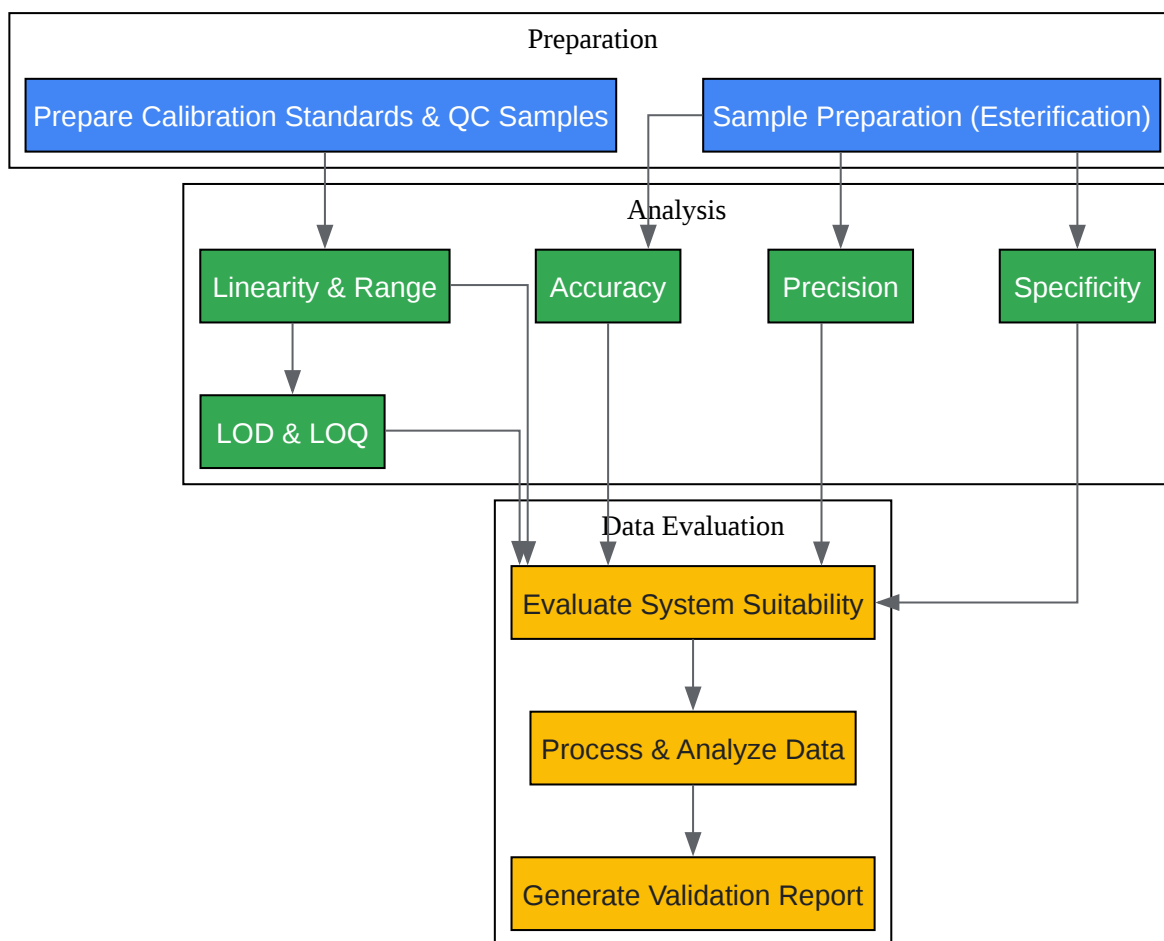 Preparation
Prepare Calibration Standards & QC Samples
Sample Preparation (Esterification)
Analysis
Linearity & Range
Accuracy
Precision
Specificity
LOD & LOQ
Data Evaluation
Evaluate System Suitability
Process & Analyze Data
Generate Validation Report